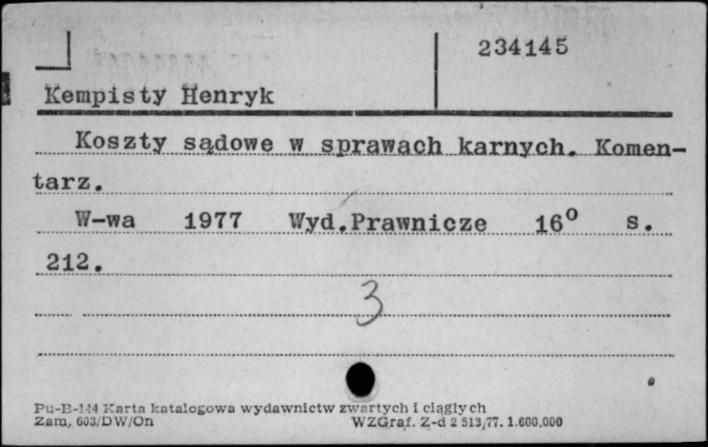 234145
Kempisty Henryk
Koszty sądowe w sprawach karnych. Komen-
tarz.
W-wa 1977 Wyd.Prawnicze 16° s.
212.
3
Pu-B-144 Karta katalogowa wydawnictw zwartych i ciągłych
Zam. 603/DW/On WZGraf. Z-d 2 513/77. 1.600.000